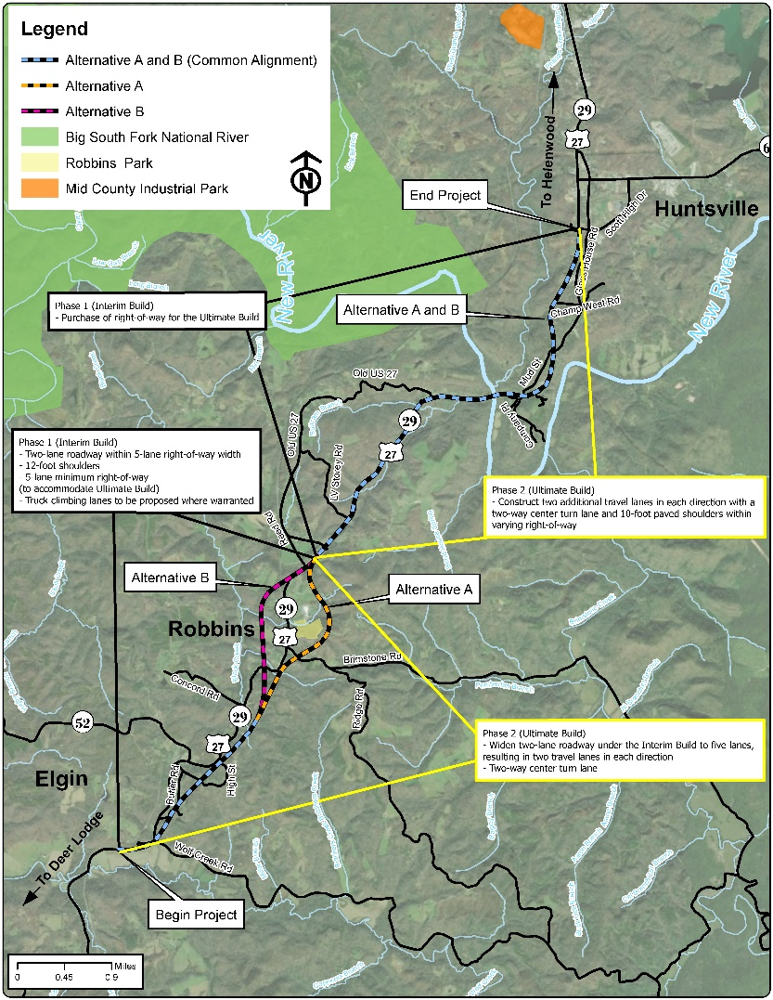 Legend
Alternative A and B (Common Alignment)
Alternative A
Alternative B
Big South Fork National River
Robbins Park
Mid County Industrial Park
N
To Helenwood
29
27
End Project
Scott High Dr
Huntsville
New River
Phase 1 (Interim Build)
- Purchase of right-of-way for the Ultimate Build
Alternative A and B
Champ West Rd
New River
Old US 27
Mud St
Company Pl
Old US 27
29
27
LV Storey Rd
Phase 1 (Interim Build)
- Two-lane roadway within 5-lane right-of-way width
- 12-foot shoulders
5 lane minimum right-of-way
(to accommodate Ultimate Build)
- Truck climbing lanes to be proposed where warranted
Phase 2 (Ultimate Build)
- Construct two additional travel lanes in each direction with a
two-way center turn lane and 10-foot paved shoulders within
varying right-of-way
Reed Rd
Alternative B
Alternative A
29
27
Robbins
Brimstone Rd
Concord Rd
Ridge Rd
29
27
52
Phase 2 (Ultimate Build)
- Widen two-lane roadway under the Interim Build to five lanes,
resulting in two travel lanes in each direction
- Two-way center turn lane
Elgin
Butler Rd
High St
Wolf Creek Rd
To Deer Lodge
Begin Project
Miles
0 0.45 0.9